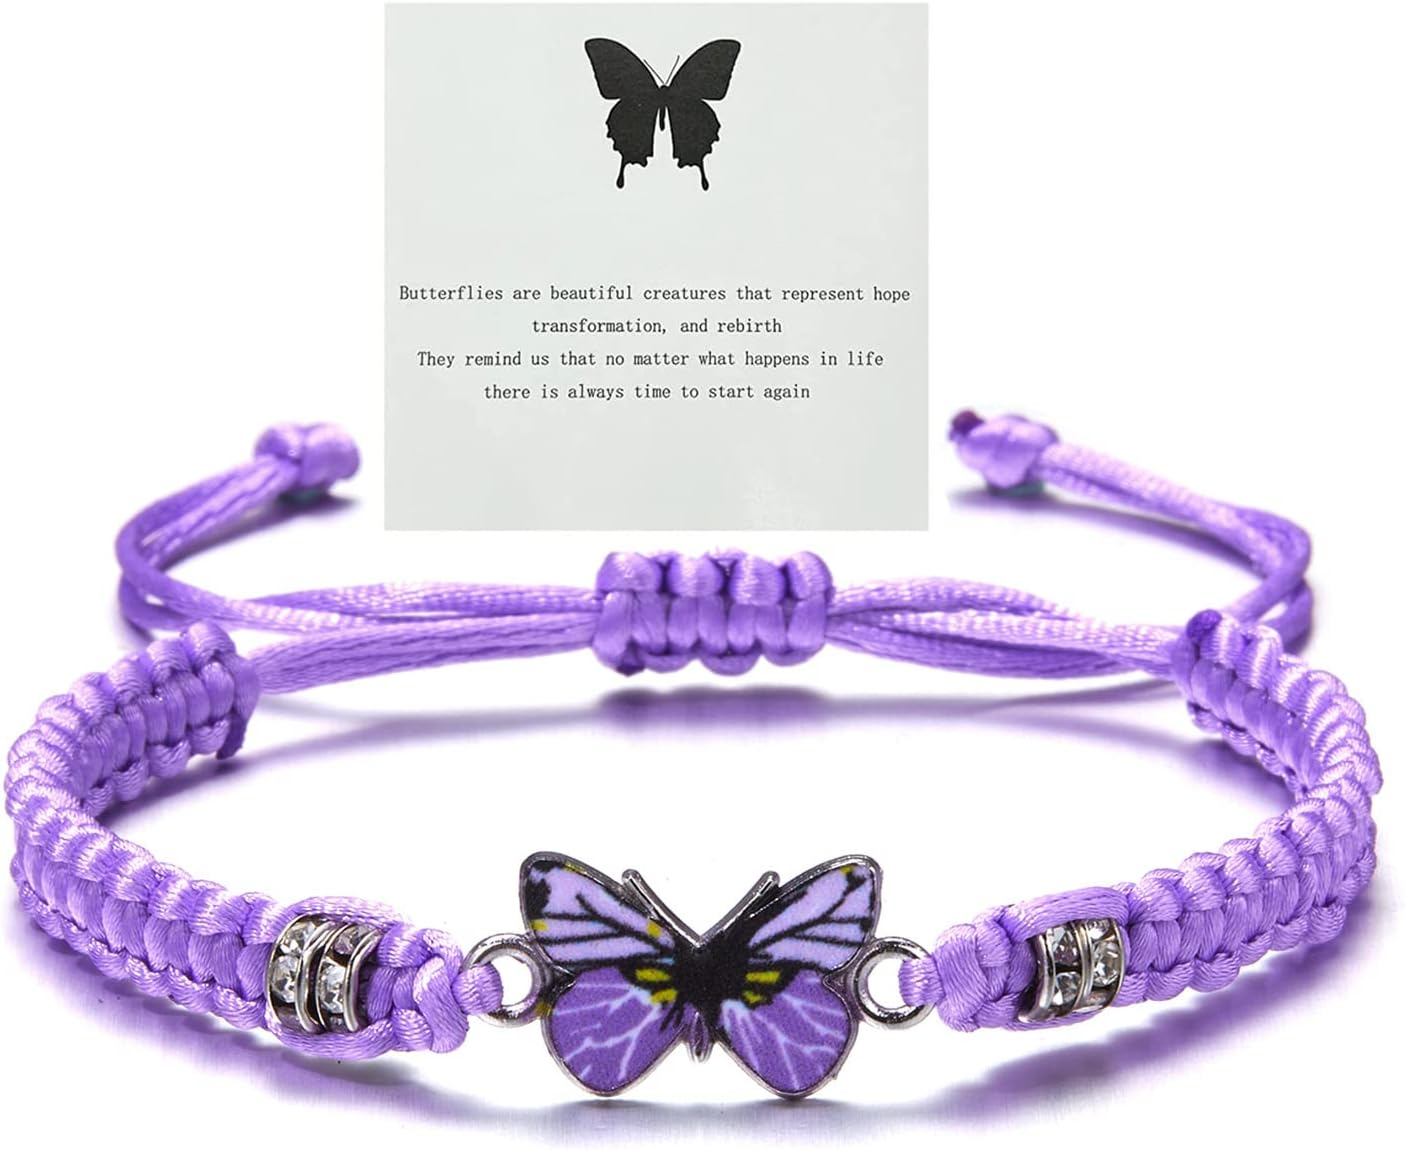 Butterflies are beautiful creatures that represent hope
transformation, and rebirth
They remind us that no matter what happens in life
there is always time to start again